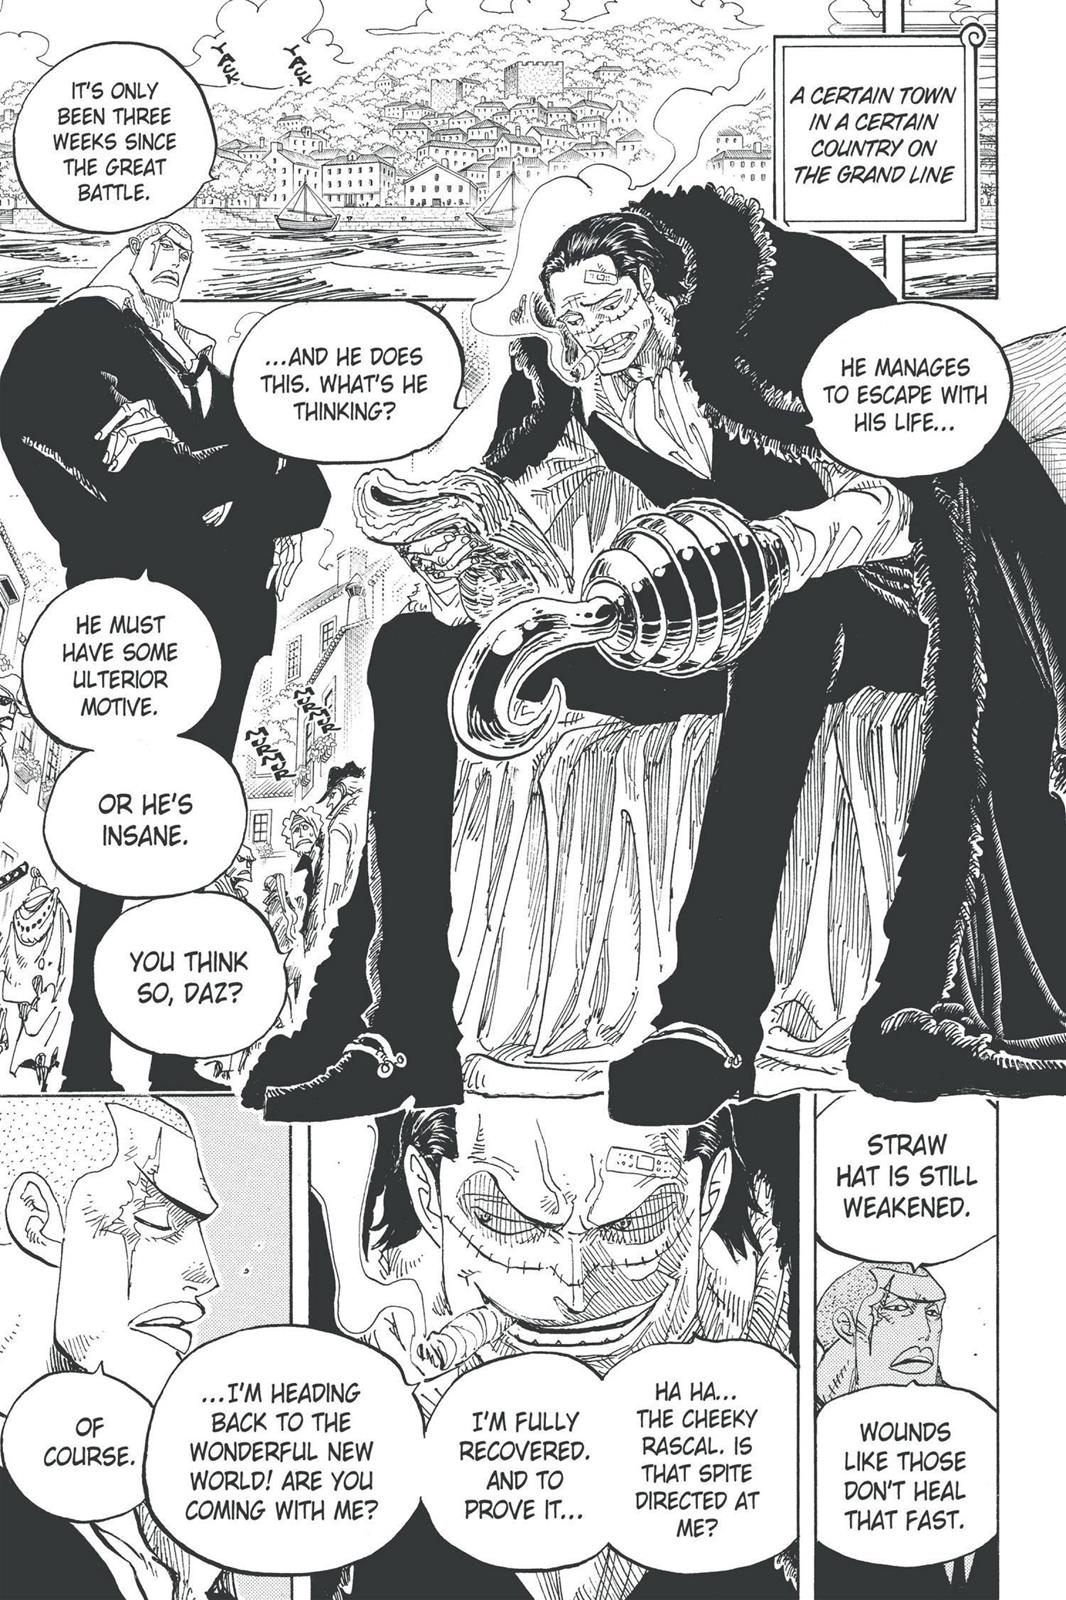 A CERTAIN TOWN
IN A CERTAIN
COUNTRY ON
THE GRAND LINE
YACK
YACK
HE MANAGES
TO ESCAPE WITH
HIS LIFE...
...AND HE DOES
THIS. WHAT'S HE
THINKING?
IT'S ONLY
BEEN THREE
WEEKS SINCE
THE GREAT
BATTLE.
HE MUST
HAVE SOME
ULTERIOR
MOTIVE.
OR HE'S
INSANE.
YOU THINK
SO, DAZ?
STRAW
HAT IS STILL
WEAKENED.
WOUNDS
LIKE THOSE
DON'T HEAL
THAT FAST.
HA HA...
THE CHEEKY
RASCAL. IS
THAT SPITE
DIRECTED AT
ME?
I'M FULLY
RECOVERED.
AND TO
PROVE IT...
...I'M HEADING
BACK TO THE
WONDERFUL NEW
WORLD! ARE YOU
COMING WITH ME?
OF
COURSE.